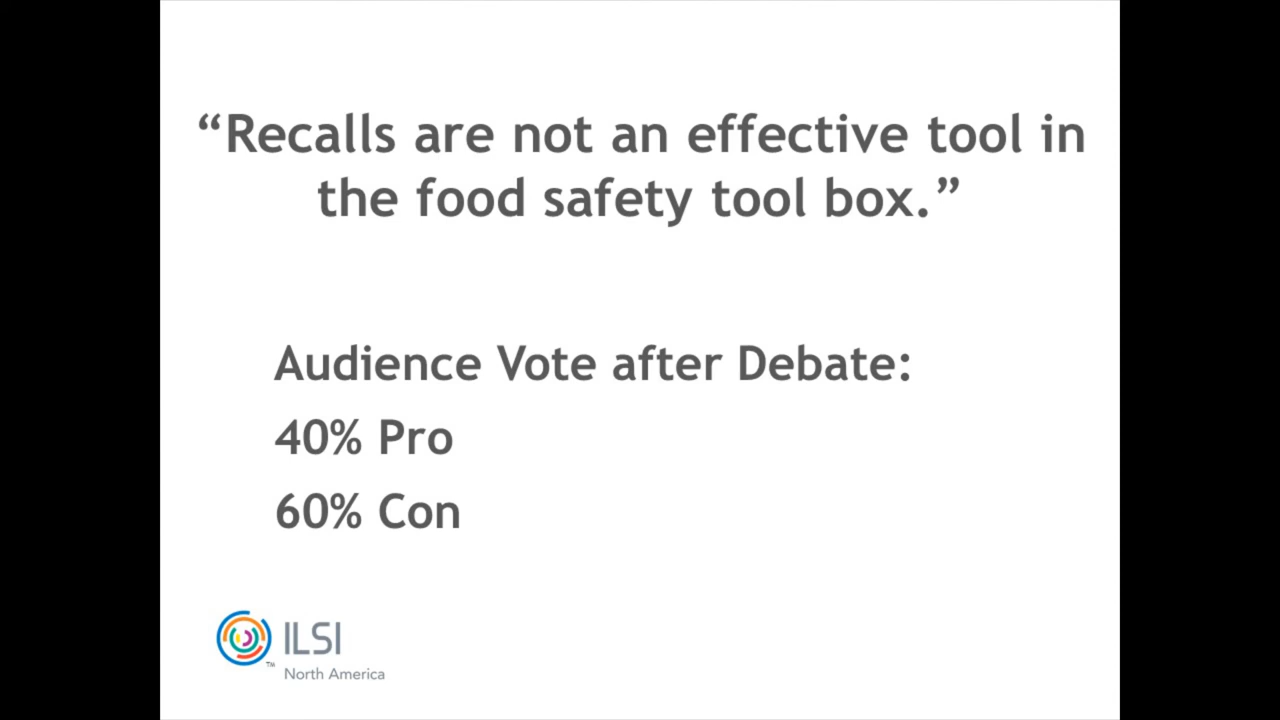 “Recalls are not an effective tool in
the food safety tool box.”
Audience Vote after Debate:
40% Pro
60% Con
ILSI
TM
North America